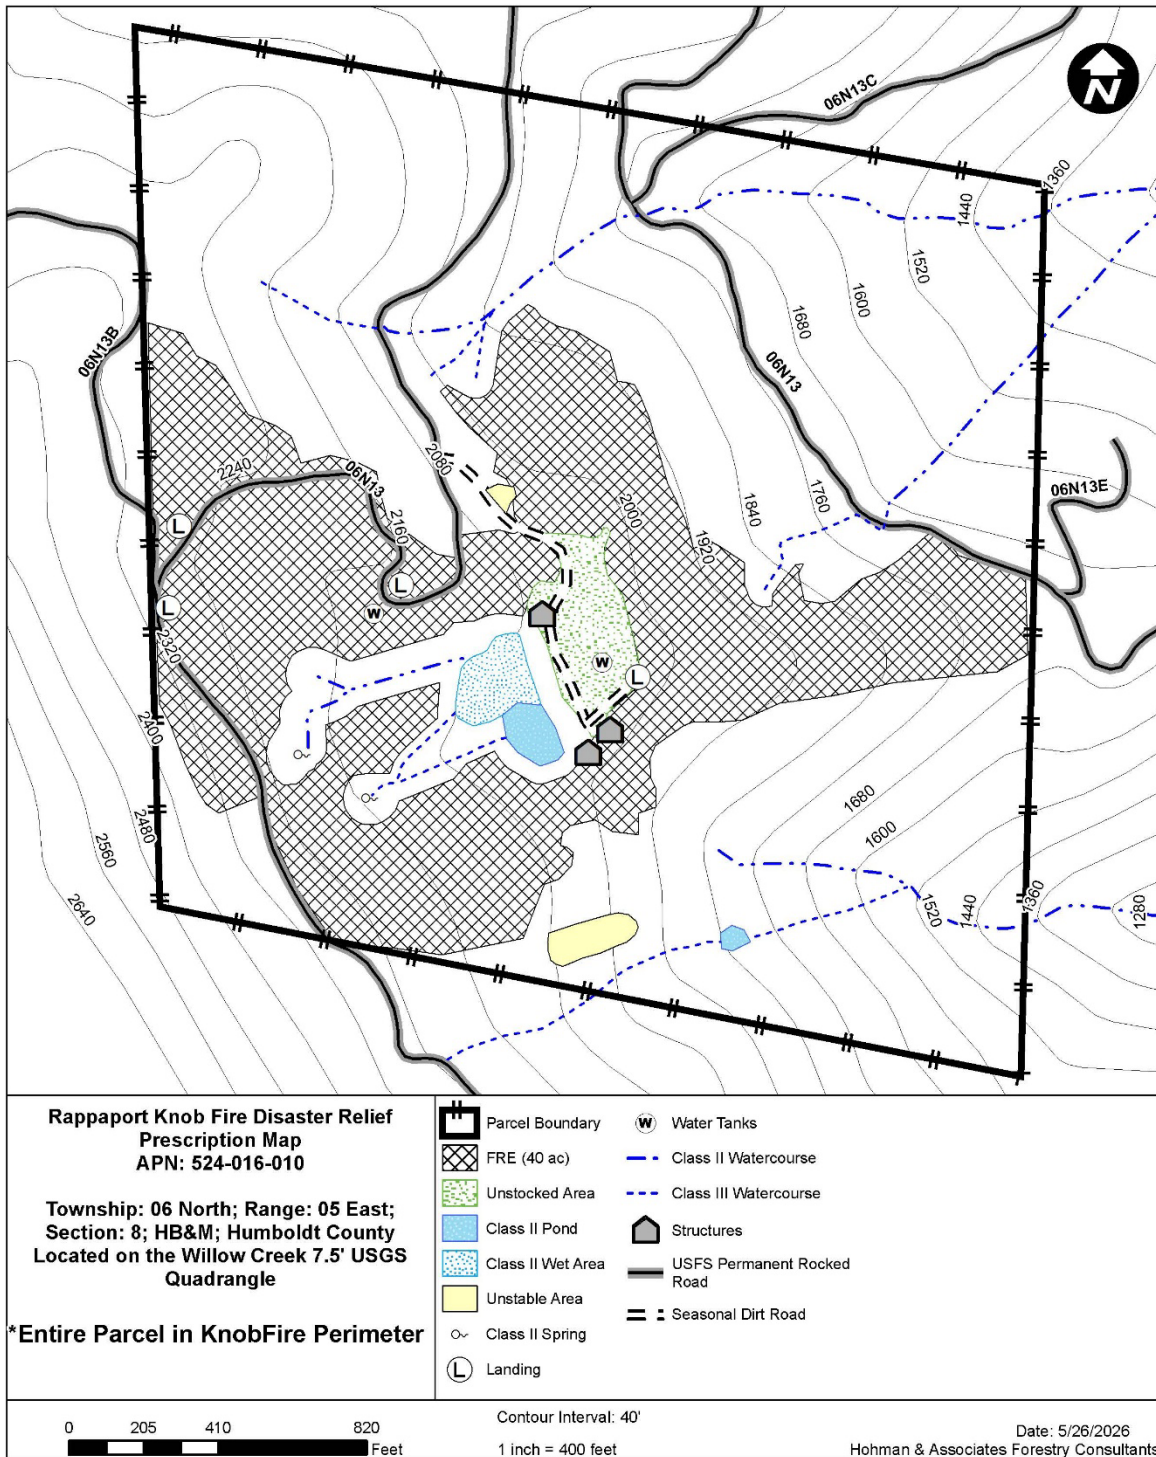 N
06N13C
1360
1440
1520
1600
1680
06N13B
06N13
2080
2240
06N13
L
2160
L
W
L
2000
1920
1840
1760
06N13E
2320
W
L
2400
2480
2560
2640
1680
1600
1520
1440
1360
1280
Rappaport Knob Fire Disaster Relief
Prescription Map
APN: 524-016-010
Township: 06 North; Range: 05 East;
Section: 8; HB&M; Humboldt County
Located on the Willow Creek 7.5' USGS
Quadrangle
*Entire Parcel in KnobFire Perimeter
Parcel Boundary
FRE (40 ac)
Unstocked Area
Class II Pond
Class II Wet Area
Unstable Area
Class II Spring
L Landing
W Water Tanks
Class II Watercourse
Class III Watercourse
Structures
USFS Permanent Rocked
Road
Seasonal Dirt Road
0 205 410 820
Feet
Contour Interval: 40'
1 inch = 400 feet
Date: 5/26/2026
Hohman & Associates Forestry Consultants